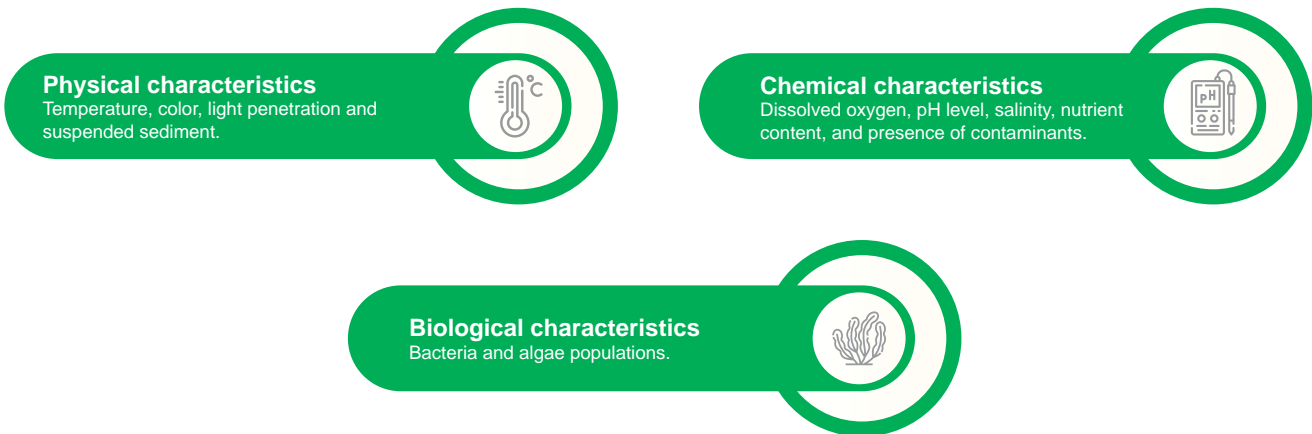 Physical characteristics
Temperature, color, light penetration and
suspended sediment.
°C
Chemical characteristics
Dissolved oxygen, pH level, salinity, nutrient
content, and presence of contaminants.
pH
Biological characteristics
Bacteria and algae populations.